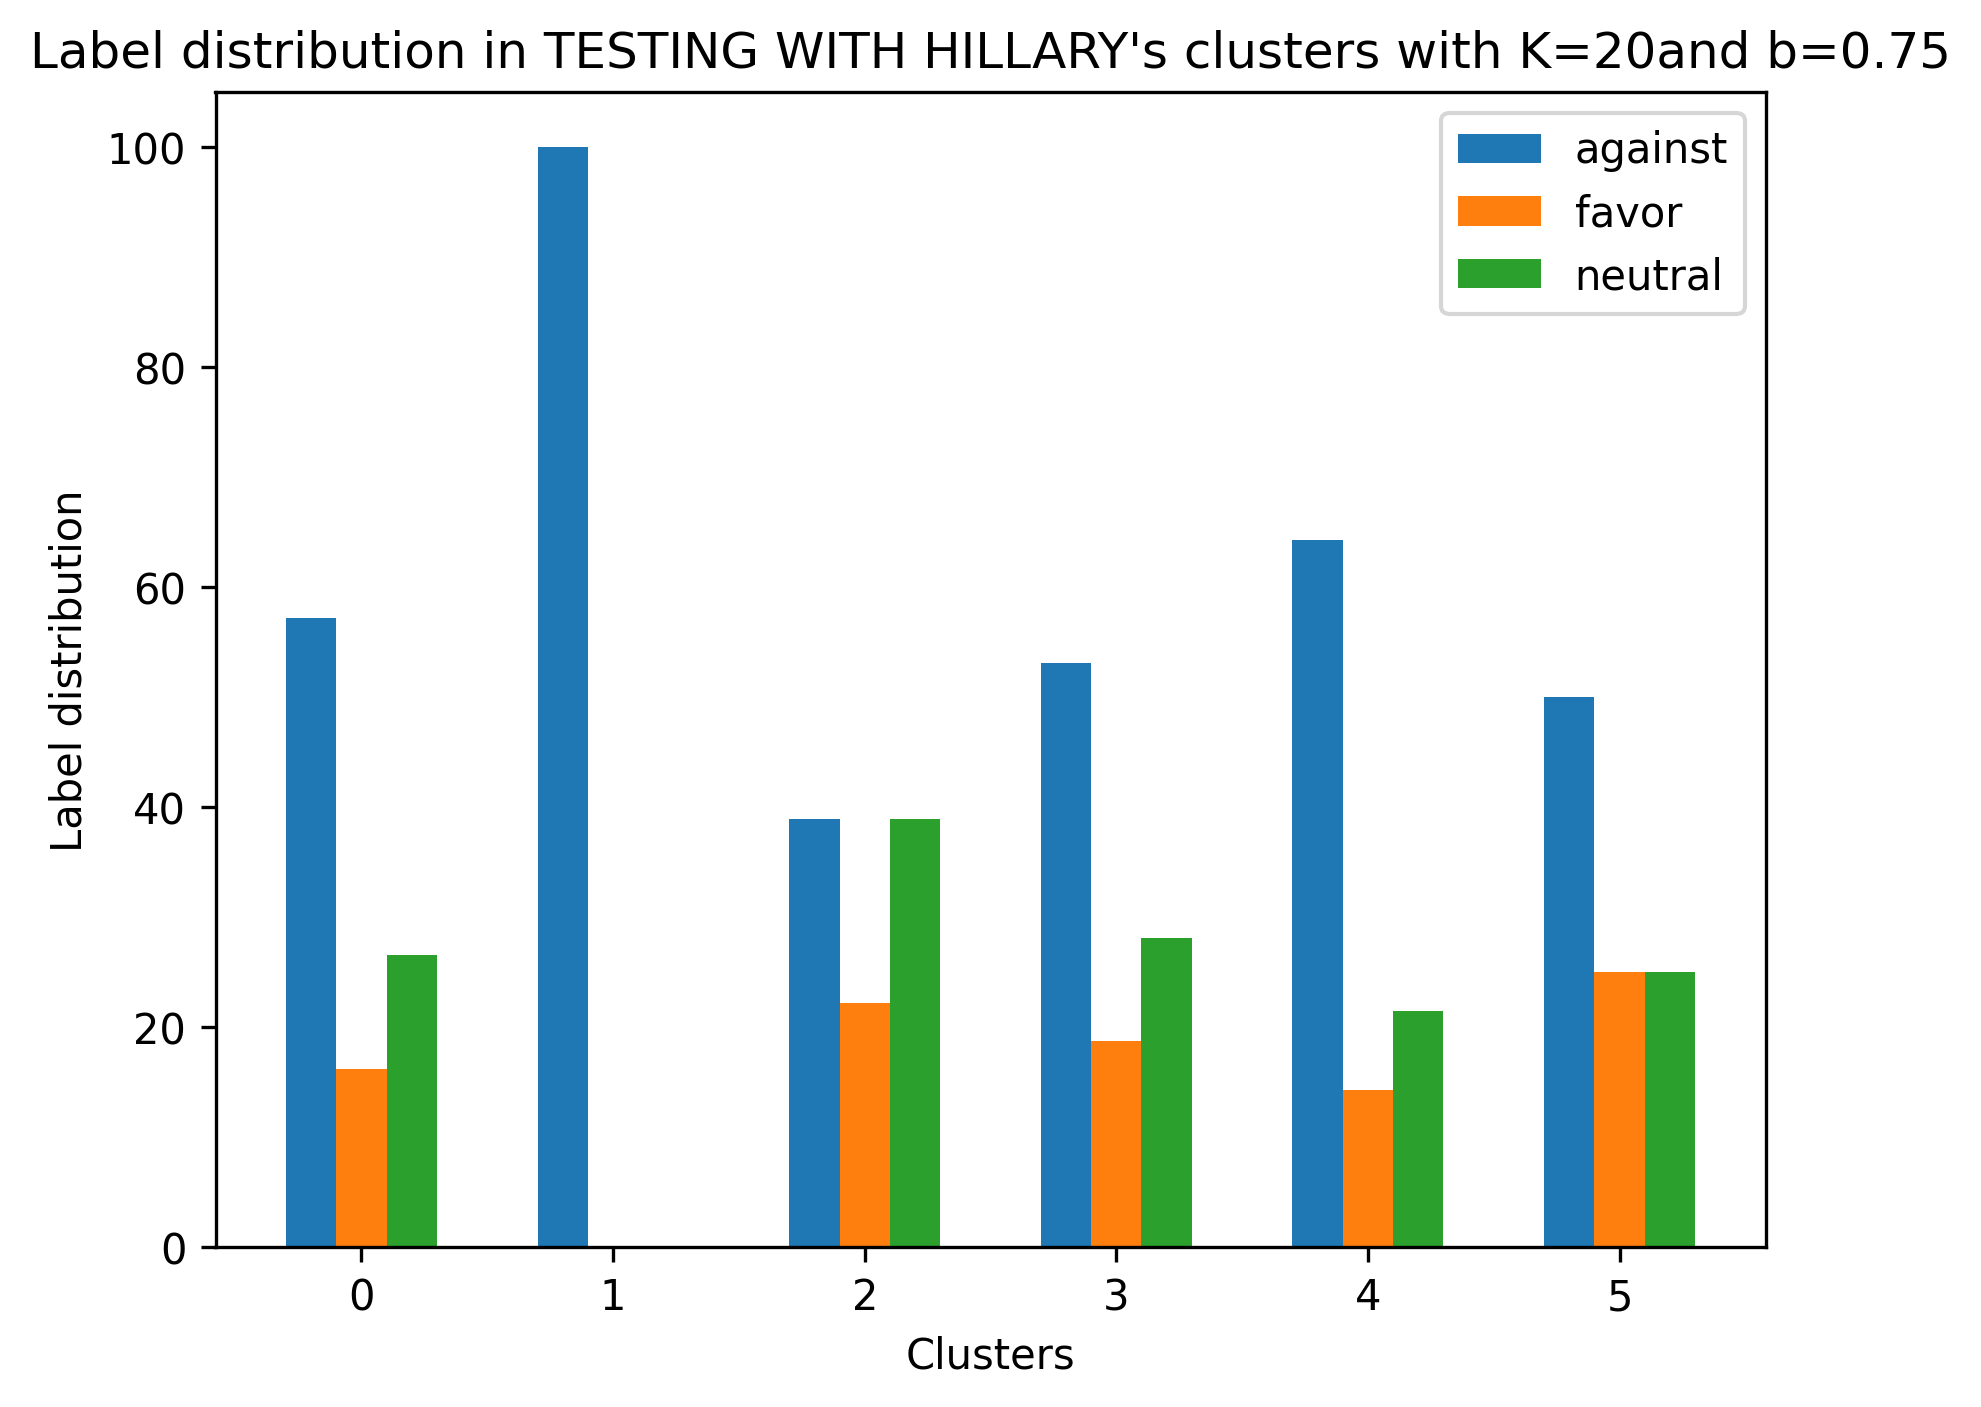 Label distribution in TESTING WITH HILLARY's clusters with K=20and b=0.75
against
favor
neutral
100
80
60
40
20
0
Label distribution
0 1 2 3 4 5
Clusters